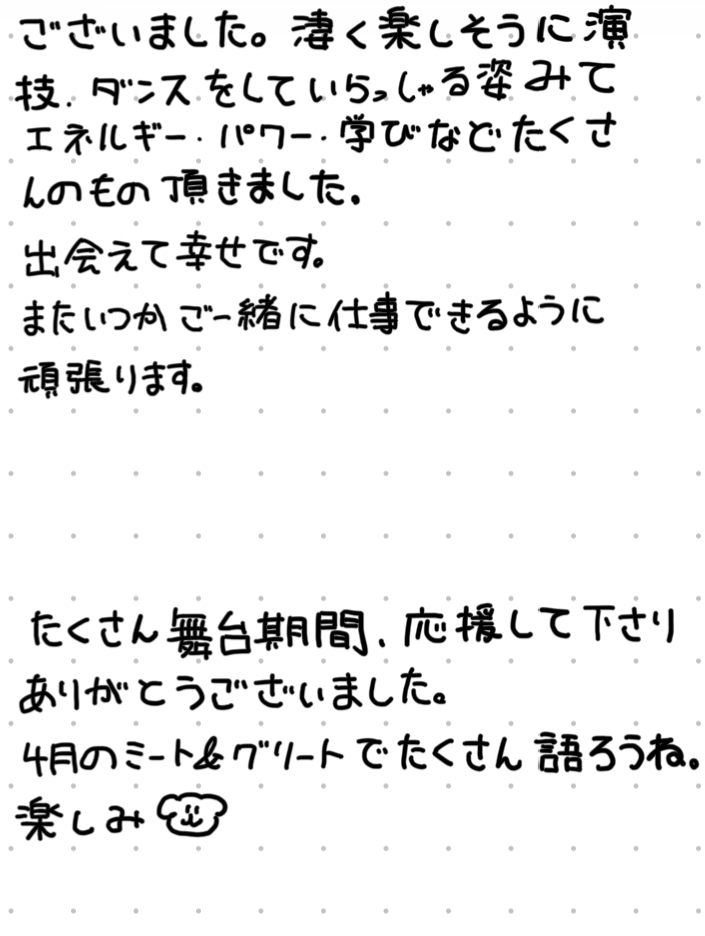 ございました。凄く楽しそうに演
技、ダンスをしていらっしゃる姿みて
エネルギー・パワー・学びなどたくさ
んのもの頂きました。
出会えて幸せです。
またいつかご一緒に仕事できるように
頑張ります。
たくさん舞台期間、応援して下さり
ありがとうございました。
4月のミート&グリートでたくさん語ろうね。
楽しみ